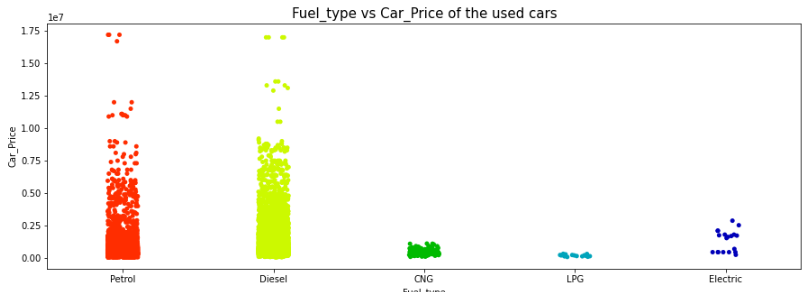 Fuel_type vs Car_Price of the used cars
1e7
1.75
1.50
1.25
1.00
0.75
0.50
0.25
0.00
Car_Price
Petrol Diesel CNG LPG Electric
Fuel_type